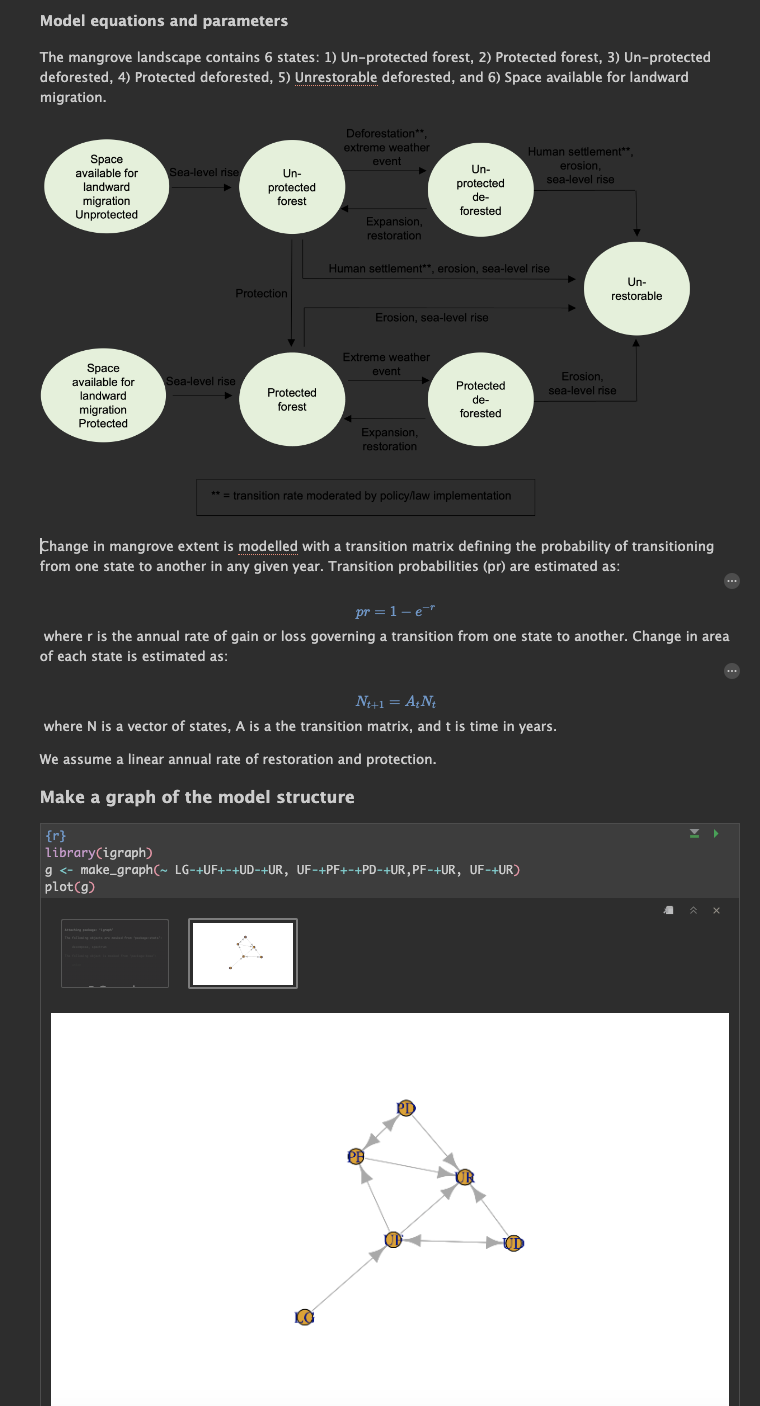 Model equations and parameters
The mangrove landscape contains 6 states: 1) Un-protected forest, 2) Protected forest, 3) Un-protected
deforested, 4) Protected deforested, 5) Unrestorable deforested, and 6) Space available for landward
migration.
Space
available for
landward
migration
Unprotected
Sea-level rise
Un-
protected
forest
Deforestation**,
extreme weather
event
Expansion,
restoration
Un-
protected
de-
forested
Human settlement**,
erosion,
sea-level rise
Human settlement**, erosion, sea-level rise
Un-
restorable
Protection
Erosion, sea-level rise
Space
available for
landward
migration
Protected
Sea-level rise
Protected
forest
Extreme weather
event
Expansion,
restoration
Protected
de-
forested
Erosion,
sea-level rise
** = transition rate moderated by policy/law implementation
Change in mangrove extent is modelled with a transition matrix defining the probability of transitioning
from one state to another in any given year. Transition probabilities (pr) are estimated as:
pr = 1 − e^{−r}
where r is the annual rate of gain or loss governing a transition from one state to another. Change in area
of each state is estimated as:
N_{t+1} = A_t N_t
where N is a vector of states, A is a the transition matrix, and t is time in years.
We assume a linear annual rate of restoration and protection.
Make a graph of the model structure
{r}
library(igraph)
g <- make_graph(~ LG-+UF+-+UD-+UR, UF-+PF+-+PD-+UR,PF-+UR, UF-+UR)
plot(g)
PD
PF
UR
UF
UD
LG